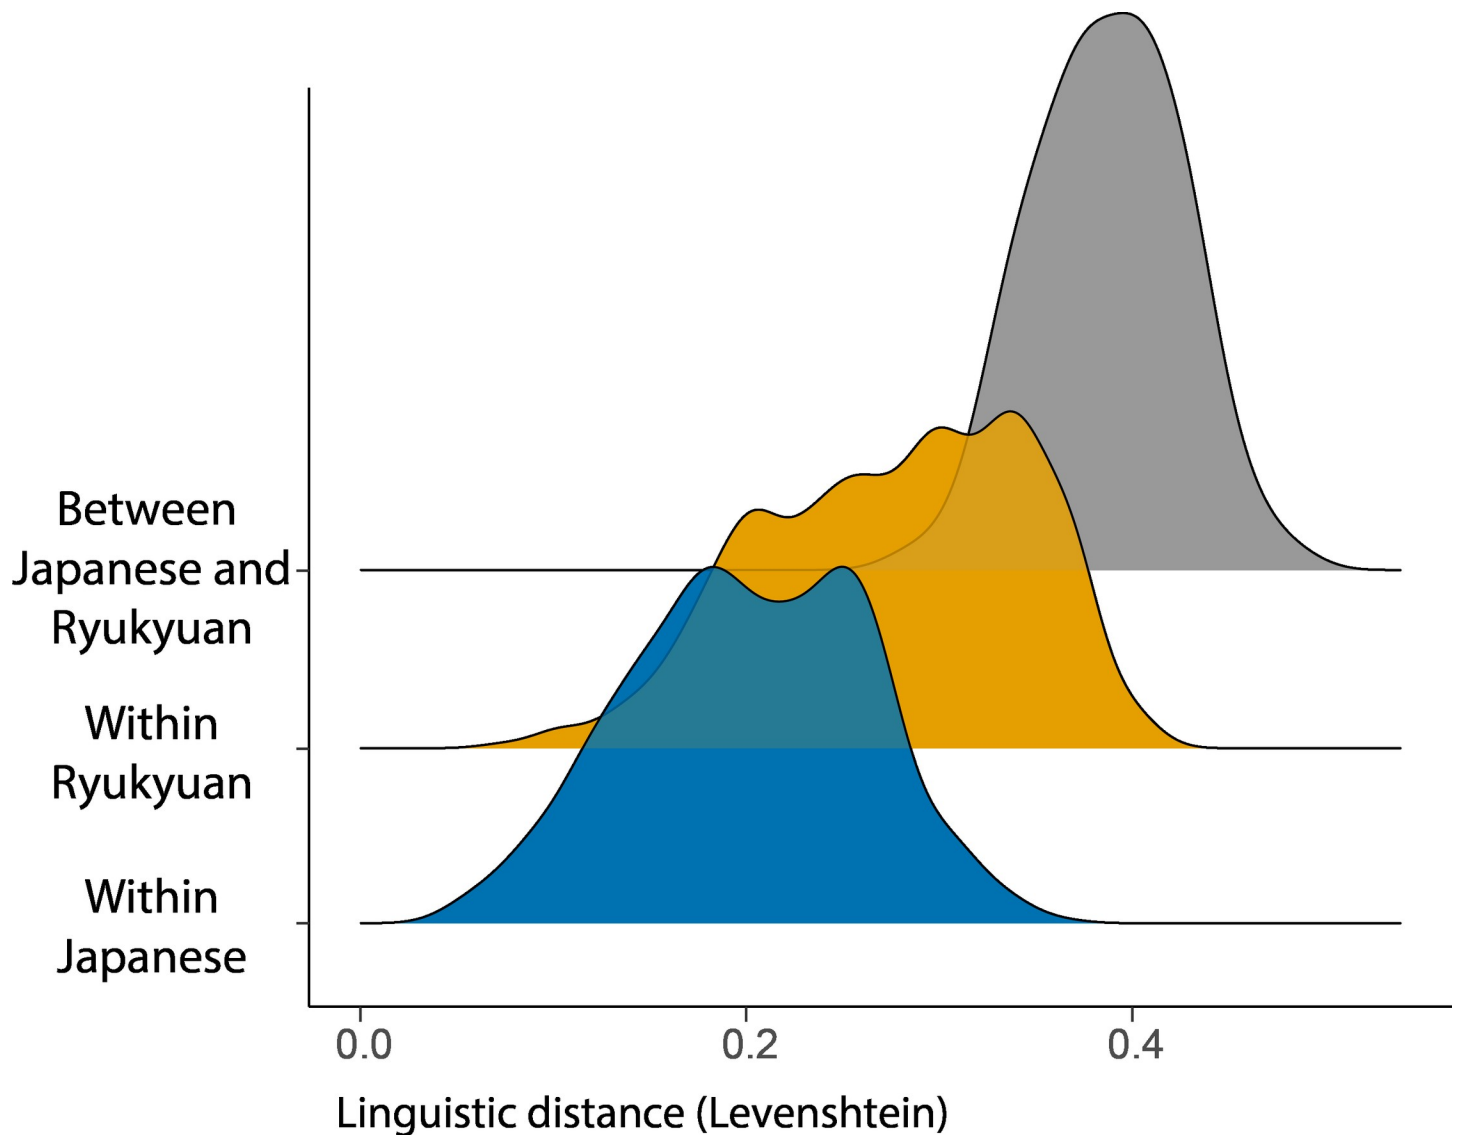 Between
Japanese and
Ryukyuan
Within
Ryukyuan
Within
Japanese
0.0 0.2 0.4
Linguistic distance (Levenshtein)